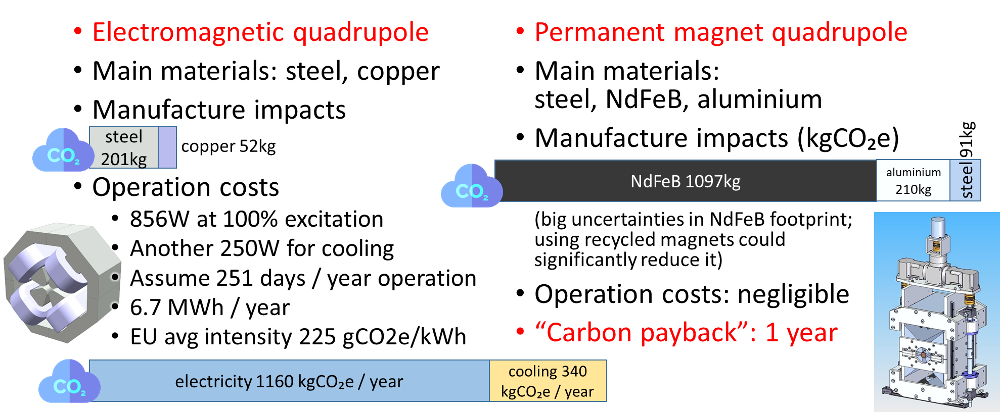 • Electromagnetic quadrupole
• Main materials: steel, copper
• Manufacture impacts
CO₂
steel
201kg
copper 52kg
• Operation costs
• 856W at 100% excitation
• Another 250W for cooling
• Assume 251 days / year operation
• 6.7 MWh / year
• EU avg intensity 225 gCO2e/kWh
CO₂
electricity 1160 kgCO₂e / year
cooling 340
kgCO₂e / year
• Permanent magnet quadrupole
• Main materials:
steel, NdFeB, aluminium
• Manufacture impacts (kgCO₂e)
CO₂
NdFeB 1097kg
aluminium
210kg
steel 91kg
(big uncertainties in NdFeB footprint;
using recycled magnets could
significantly reduce it)
• Operation costs: negligible
• “Carbon payback”: 1 year